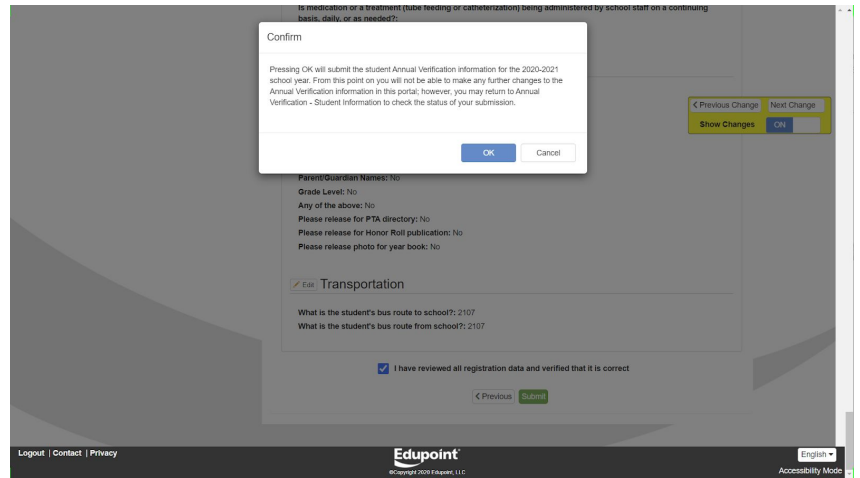 Is medication or a treatment (tube feeding or catheterization) being administered by school staff on a continuing
basis, daily, or as needed?:
Confirm
Pressing OK will submit the student Annual Verification information for the 2020-2021
school year. From this point on you will not be able to make any further changes to the
Annual Verification information in this portal; however, you may return to Annual
Verification - Student Information to check the status of your submission.
OK Cancel
Previous Change Next Change
Show Changes ON
Parent/Guardian Names: No
Grade Level: No
Any of the above: No
Please release for PTA directory: No
Please release for Honor Roll publication: No
Please release photo for year book: No
Edit Transportation
What is the student's bus route to school?: 2107
What is the student's bus route from school?: 2107
I have reviewed all registration data and verified that it is correct
Previous Submit
Logout | Contact | Privacy
Edupoint
©Copyright 2020 Edupoint, LLC
English
Accessibility Mode